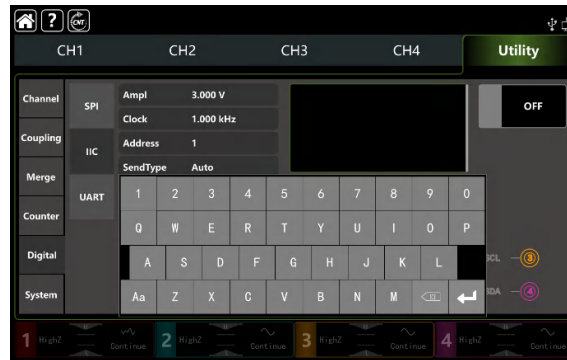 ? CNT
CH1 CH2 CH3 CH4 Utility
Channel SPI Ampl 3.000 V OFF
Clock 1.000 kHz
Coupling IIC Address 1
SendType Auto
Merge UART 1 2 3 4 5 6 7 8 9 0
Counter Q W E R T Y U I O P
Digital A S D F G H J K L SCL 3
System Aa Z X C V B N M SDA 4
1 HighZ Continue 2 HighZ Continue 3 HighZ Continue 4 HighZ Continue